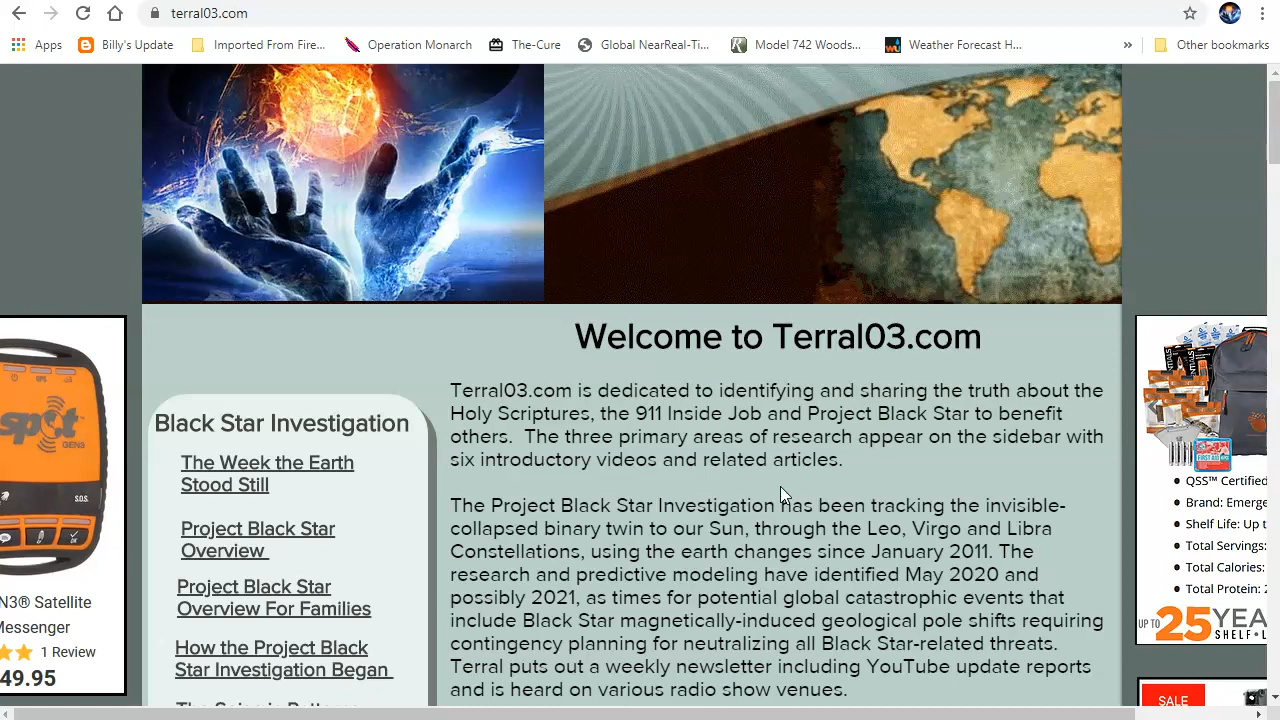 terral03.com
Apps
Billy's Update
Imported From Fire...
Operation Monarch
The-Cure
Global NearReal-Ti...
Weather Forecast H...
»
Other bookmarks
Welcome to Terral03.com
Terral03.com is dedicated to identifying and sharing the truth about the
Holy Scriptures, the 911 Inside Job and Project Black Star to benefit
others. The three primary areas of research appear on the sidebar with
six introductory videos and related articles.
The Project Black Star Investigation has been tracking the invisible-
collapsed binary twin to our Sun, through the Leo, Virgo and Libra
Constellations, using the earth changes since January 2011. The
research and predictive modeling have identified May 2020 and
possibly 2021, as times for potential global catastrophic events that
include Black Star magnetically-induced geological pole shifts requiring
contingency planning for neutralizing all Black Star-related threats.
Terral puts out a weekly newsletter including YouTube update reports
and is heard on various radio show venues.
Black Star Investigation
The Week the Earth
Stood Still
Project Black Star
Overview
Project Black Star
Overview For Families
How the Project Black
Star Investigation Began
spot
GEN3
S.O.S.
N3® Satellite
Messenger
1 Review
49.95
FIRST AID
QSS™ Certified
Brand: Emerge
Shelf Life: Up t
Total Servings:
Total Calories:
Total Protein: 2
UP TO 25 YEA
SHELF-L
SALE